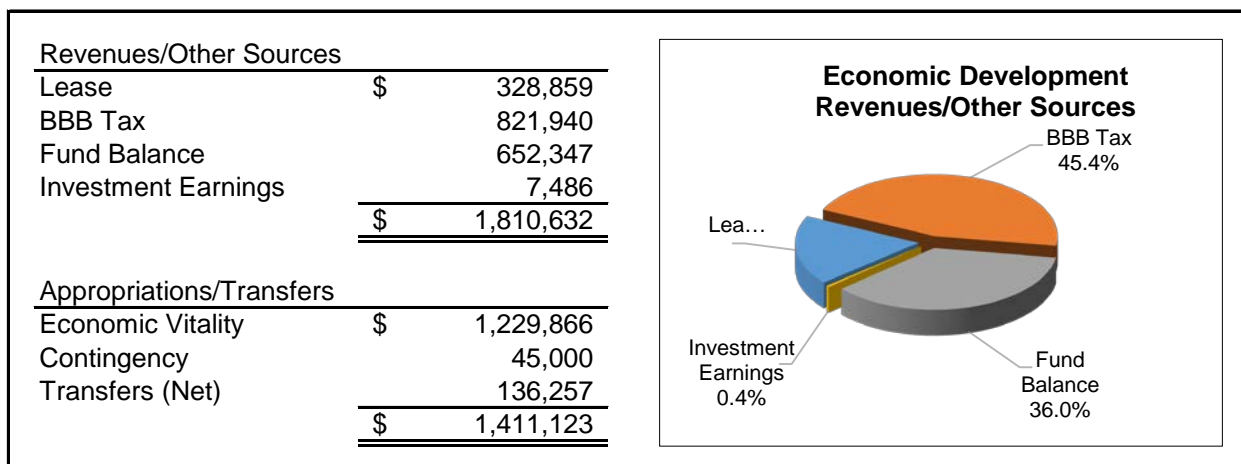 Revenues/Other Sources
Lease $ 328,859
BBB Tax 821,940
Fund Balance 652,347
Investment Earnings 7,486
$ 1,810,632
Appropriations/Transfers
Economic Vitality $ 1,229,866
Contingency 45,000
Transfers (Net) 136,257
$ 1,411,123
Economic Development
Revenues/Other Sources
BBB Tax
45.4%
Lea…
Investment
Earnings
0.4%
Fund
Balance
36.0%